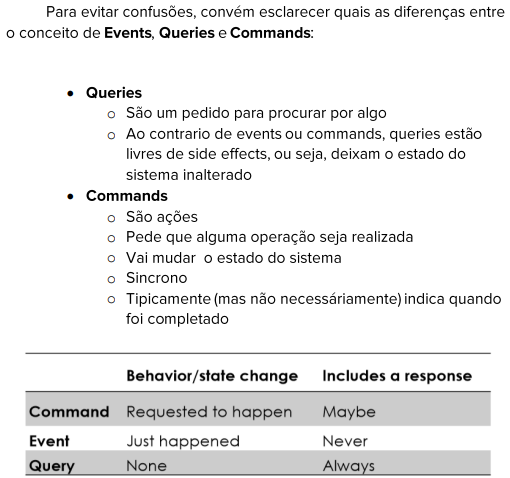 Para evitar confusões, convém esclarecer quais as diferenças entre
o conceito de Events, Queries e Commands:
• Queries
o São um pedido para procurar por algo
o Ao contrario de events ou commands, queries estão
livres de side effects, ou seja, deixam o estado do
sistema inalterado
• Commands
o São ações
o Pede que alguma operação seja realizada
o Vai mudar o estado do sistema
o Sincrono
o Tipicamente (mas não necessáriamente) indica quando
foi completado
Behavior/state change Includes a response
Command Requested to happen Maybe
Event Just happened Never
Query None Always